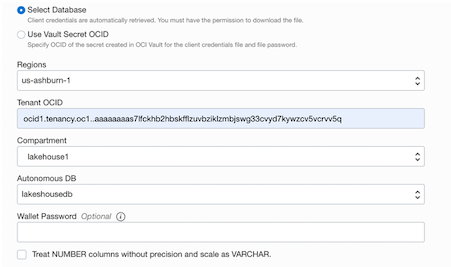 Select Database
Client credentials are automatically retrieved. You must have the permission to download the file.
Use Vault Secret OCID
Specify OCID of the secret created in OCI Vault for the client credentials file and file password.
Regions
us-ashburn-1
Tenant OCID
ocid1.tenancy.oc1..aaaaaaaas7lfckhb2hbskfflzuvbziklzmbjswg33cvyd7kywzcv5vcrvv5q
Compartment
lakehouse1
Autonomous DB
lakeshousedb
Wallet Password Optional
Treat NUMBER columns without precision and scale as VARCHAR.